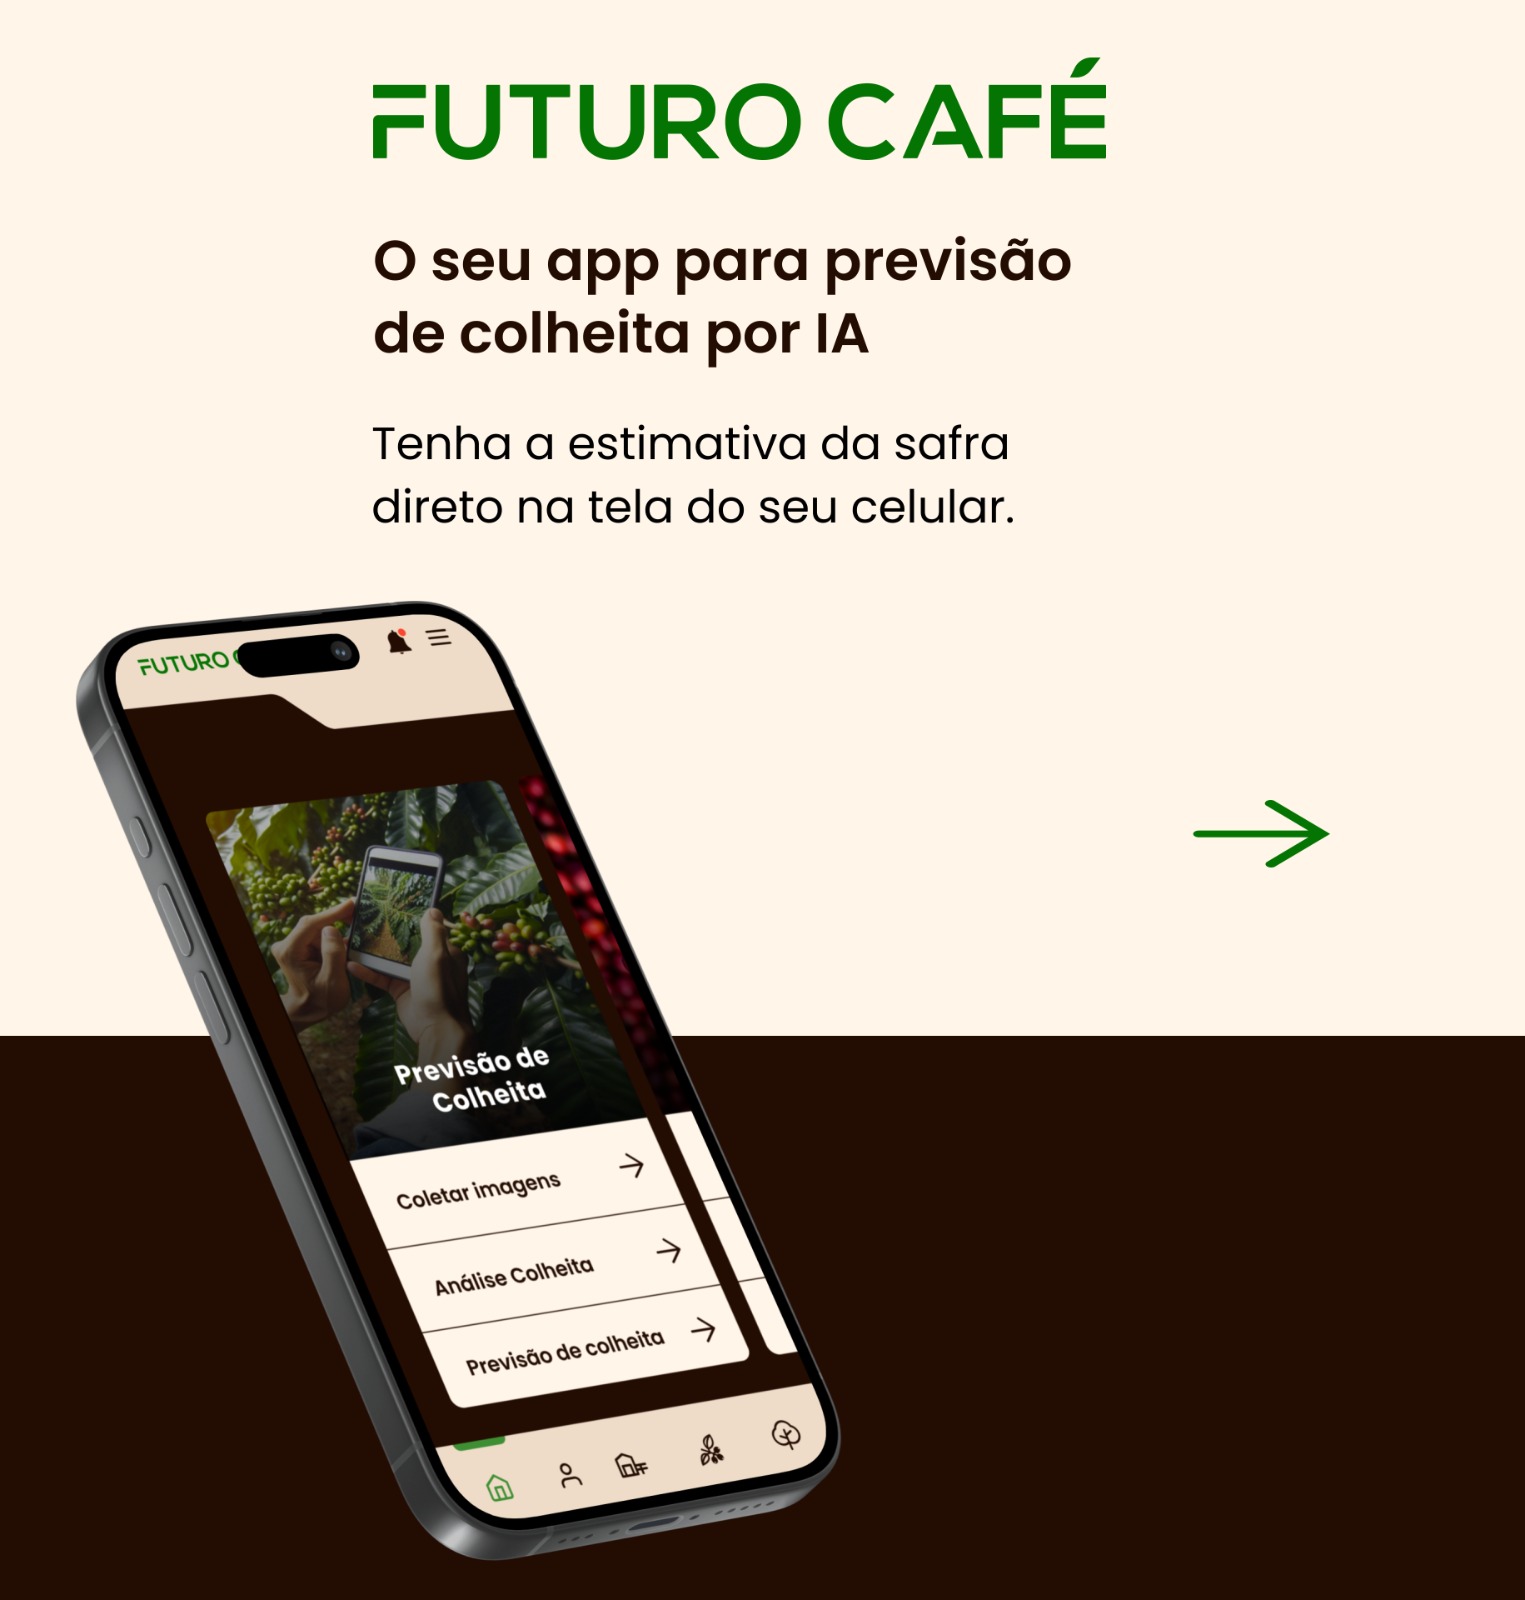 FUTURO CAFÉ
O seu app para previsão
de colheita por IA
Tenha a estimativa da safra
direto na tela do seu celular.
FUTURO
Previsão de
Colheita
Coletar imagens
Análise Colheita
Previsão de colheita